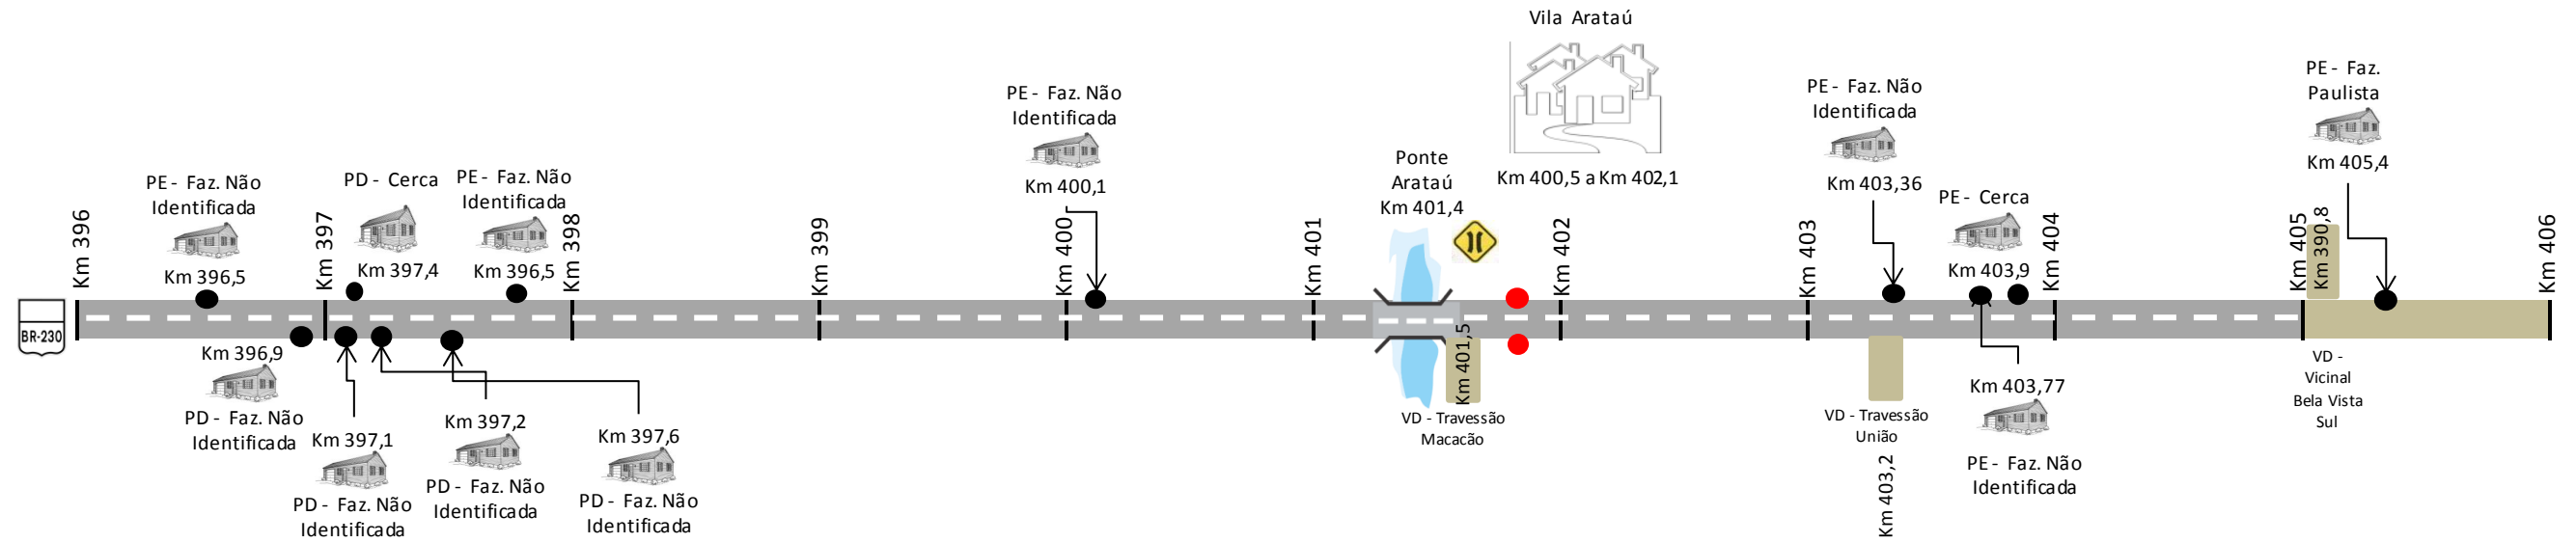 Vila Arataú
Km 400,5 a Km 402,1
PE - Faz.
Paulista
Km 405,4
PE - Faz. Não
Identificada
Km 400,1
PE - Faz. Não
Identificada
Km 403,36
Ponte
Arataú
Km 401,4
PE - Faz. Não
Identificada
Km 396,5
PD - Cerca
Km 397,4
PE - Faz. Não
Identificada
Km 396,5
PE - Cerca
Km 403,9
Km 396
Km 397
Km 398
Km 399
Km 400
Km 401
Km 402
Km 403
Km 404
Km 405
Km 390,8
Km 406
BR-230
Km 396,9
PD - Faz. Não
Identificada
Km 397,1
PD - Faz. Não
Identificada
Km 397,2
PD - Faz. Não
Identificada
Km 397,6
PD - Faz. Não
Identificada
Km 401,5
VD - Travessão
Macacão
VD - Travessão
União
Km 403,2
Km 403,77
PE - Faz. Não
Identificada
VD -
Vicinal
Bela Vista
Sul